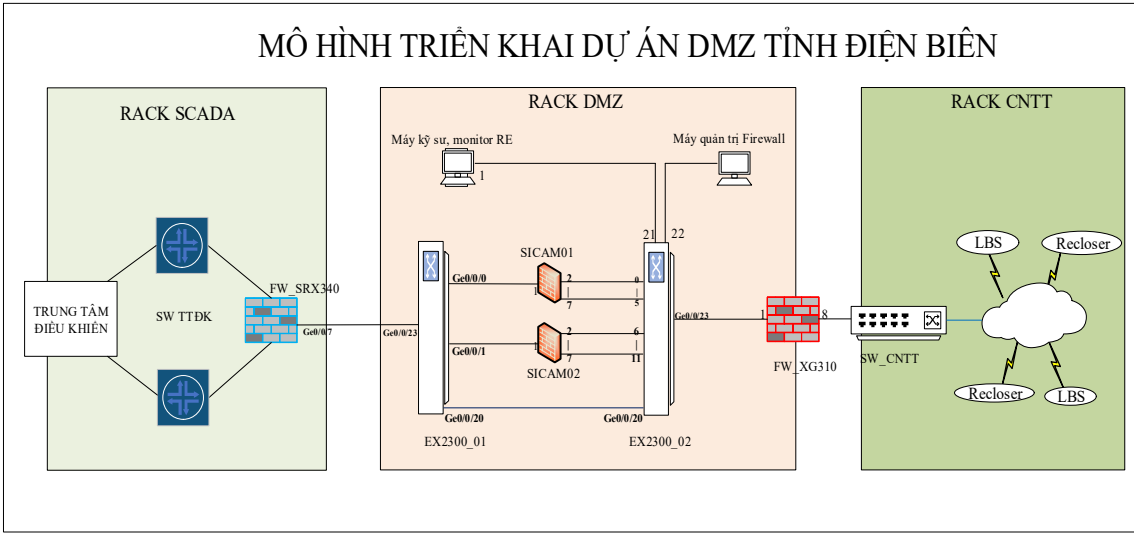 MÔ HÌNH TRIỂN KHAI DỰ ÁN DMZ TỈNH ĐIỆN BIÊN
RACK SCADA
TRUNG TÂM
ĐIỀU KHIỂN
SW TTĐK
FW_SRX340
Ge0/0/7
RACK DMZ
Máy kỹ sư, monitor RE
1
Máy quản trị Firewall
21
22
Ge0/0/23
Ge0/0/0
Ge0/0/1
Ge0/0/20
EX2300_01
SICAM01
1
2
|
7
0
|
5
1
2
|
7
6
|
11
SICAM02
Ge0/0/23
Ge0/0/20
EX2300_02
1
8
FW_XG310
RACK CNTT
SW_CNTT
LBS
Recloser
Recloser
LBS